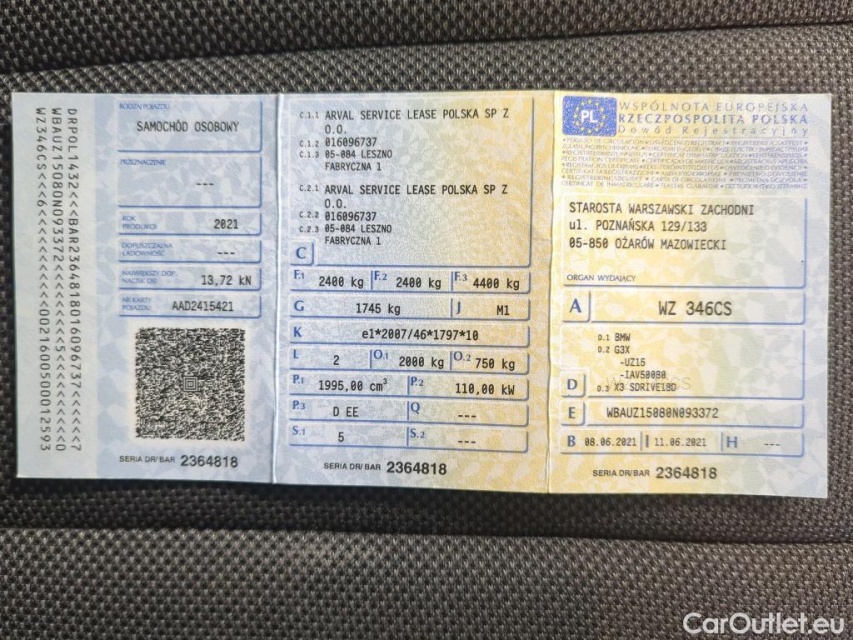 DRPOL1432<<BAR23648180160967​37<<<<<<7
WBAUZ15080N093372<<<<<<<<<<<<0
WZ346CS<<6<<<<<<<<002160500012593
RODZAJ POJAZDU
SAMOCHÓD OSOBOWY
PRZEZNACZENIE
---
ROK PRODUKCJI 2021
DOPUSZCZALNA ŁADOWNOŚĆ ---
NAJWIĘKSZY DOP. NACISK OSI 13,72 kN
NR KARTY POJAZDU AAD2415421
SERIA DR/BAR 2364818
C.1.1 ARVAL SERVICE LEASE POLSKA SP Z
O.O.
C.1.2 016096737
C.1.3 05-084 LESZNO
FABRYCZNA 1
C.2.1 ARVAL SERVICE LEASE POLSKA SP Z
O.O.
C.2.2 016096737
C.2.3 05-084 LESZNO
FABRYCZNA 1
C
F.1 2400 kg F.2 2400 kg F.3 4400 kg
G 1745 kg J M1
K e1*2007/46*1797*10
L 2 O.1 2000 kg O.2 750 kg
P.1 1995,00 cm³ P.2 110,00 kW
P.3 D EE Q ---
S.1 5 S.2 ---
SERIA DR/BAR 2364818
PL
WSPÓLNOTA EUROPEJSKA
RZECZPOSPOLITA POLSKA
Dowód Rejestracyjny
STAROSTA WARSZAWSKI ZACHODNI
ul. POZNAŃSKA 129/133
05-850 OŻARÓW MAZOWIECKI
ORGAN WYDAJĄCY
A WZ 346CS
D.1 BMW
D.2 G3X
-UZ15
-IAV500B0
D D.3 X3 SDRIVE18D
E WBAUZ15080N093372
B 08.06.2021 I 11.06.2021 H ---
SERIA DR/BAR 2364818
CarOutlet.eu